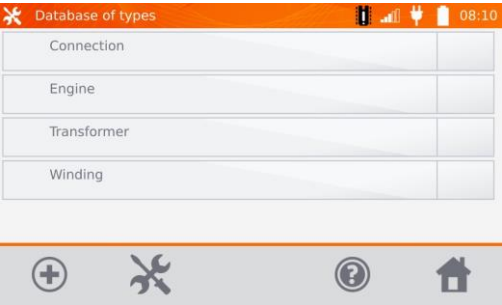 Database of types
08:10
Connection
Engine
Transformer
Winding